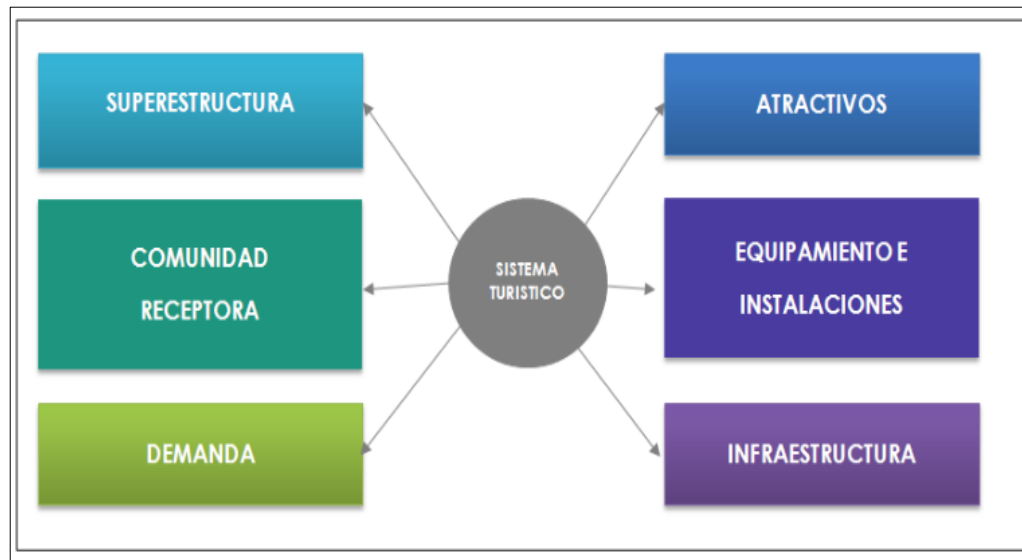 SUPERESTRUCTURA
ATRACTIVOS
COMUNIDAD
RECEPTORA
SISTEMA
TURISTICO
EQUIPAMIENTO E
INSTALACIONES
DEMANDA
INFRAESTRUCTURA